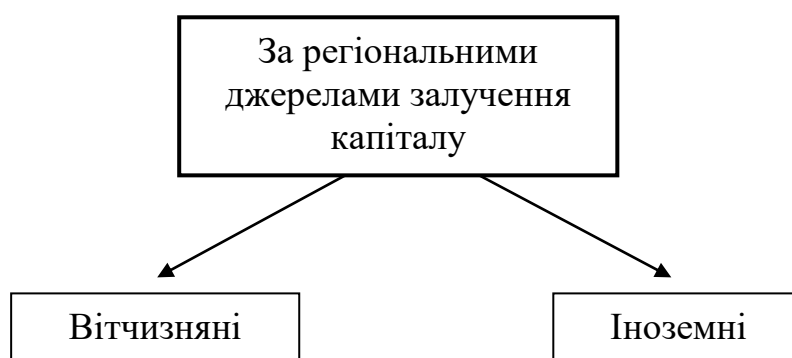 За регіональними
джерелами залучення
капіталу
Вітчизняні
Іноземні